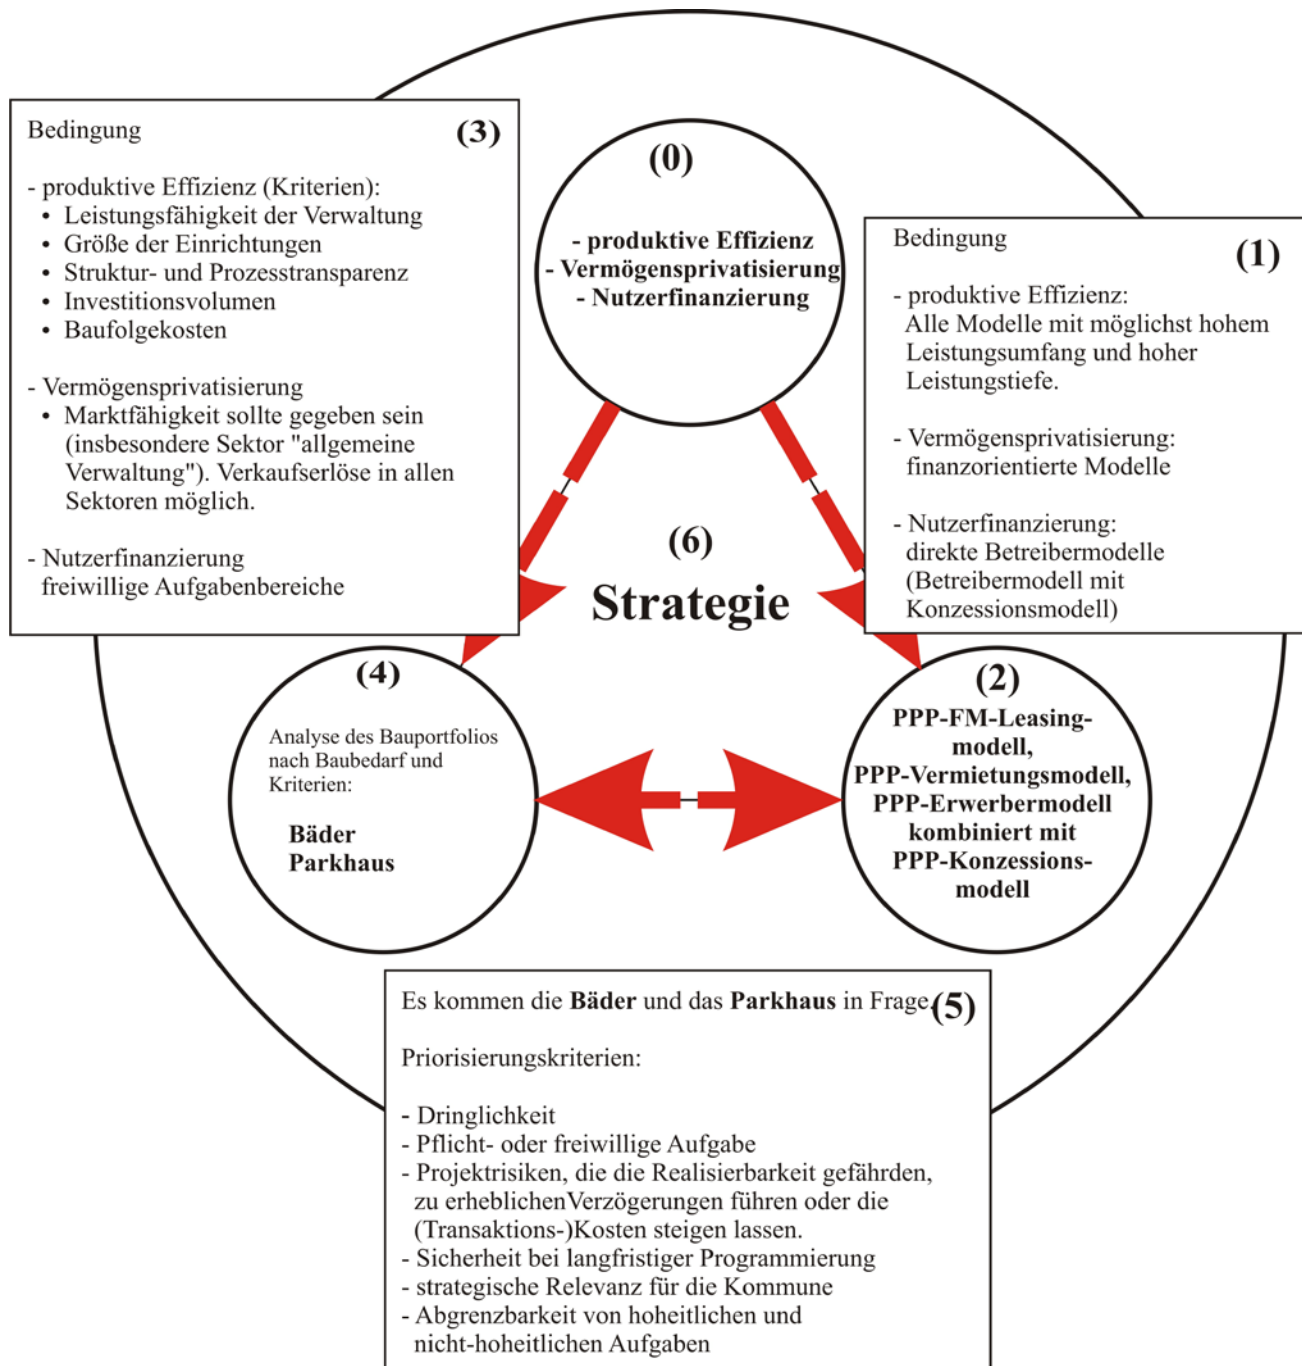 Bedingung
(3)
- produktive Effizienz (Kriterien):
• Leistungsfähigkeit der Verwaltung
• Größe der Einrichtungen
• Struktur- und Prozesstransparenz
• Investitionsvolumen
• Baufolgekosten
- Vermögensprivatisierung
• Marktfähigkeit sollte gegeben sein
(insbesondere Sektor "allgemeine
Verwaltung"). Verkaufserlöse in allen
Sektoren möglich.
- Nutzerfinanzierung
freiwillige Aufgabenbereiche
(0)
- produktive Effizienz
- Vermögensprivatisierung
- Nutzerfinanzierung
Bedingung
(1)
- produktive Effizienz:
Alle Modelle mit möglichst hohem
Leistungsumfang und hoher
Leistungstiefe.
- Vermögensprivatisierung:
finanzorientierte Modelle
- Nutzerfinanzierung:
direkte Betreibermodelle
(Betreibermodell mit
Konzessionsmodell)
(6)
Strategie
(4)
Analyse des Bauportfolios
nach Baubedarf und
Kriterien:
Bäder
Parkhaus
(2)
PPP-FM-Leasing-
modell,
PPP-Vermietungsmodell,
PPP-Erwerbermodell
kombiniert mit
PPP-Konzessions-
modell
Es kommen die Bäder und das Parkhaus in Frage.
(5)
Priorisierungskriterien:
- Dringlichkeit
- Pflicht- oder freiwillige Aufgabe
- Projektrisiken, die die Realisierbarkeit gefährden,
zu erheblichenVerzögerungen führen oder die
(Transaktions-)Kosten steigen lassen.
- Sicherheit bei langfristiger Programmierung
- strategische Relevanz für die Kommune
- Abgrenzbarkeit von hoheitlichen und
nicht-hoheitlichen Aufgaben